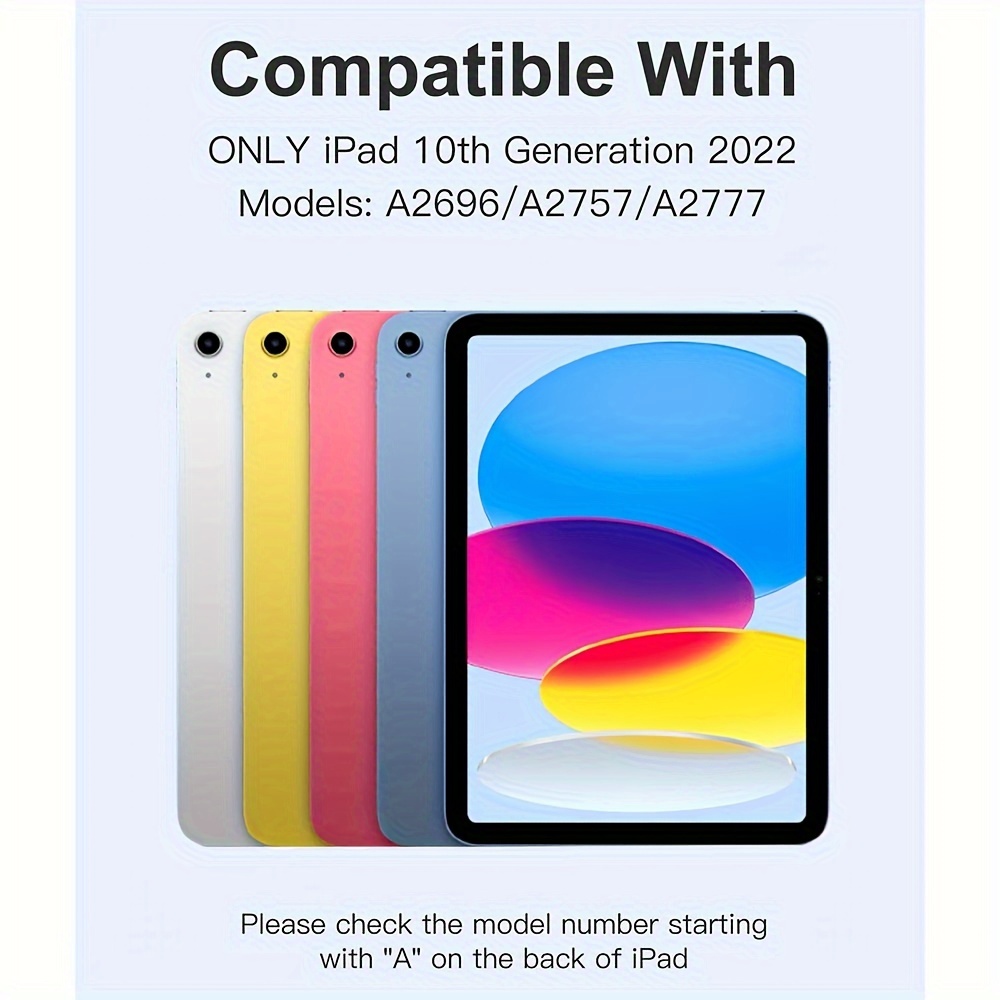 Compatible With
ONLY iPad 10th Generation 2022
Models: A2696/A2757/A2777
Please check the model number starting
with "A" on the back of iPad